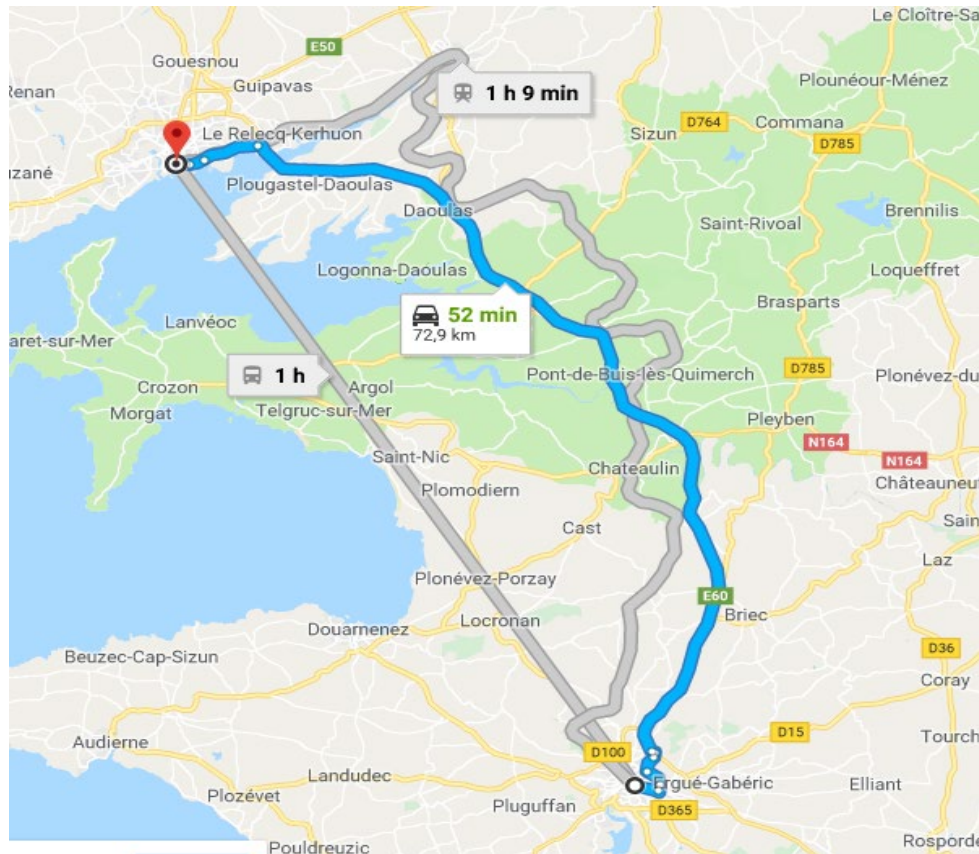 Le Cloître-Sa
E50
Gouesnou
Guipavas
Renan
1 h 9 min
Plounéour-Ménez
Commana
D764
Sizun
D785
Le Relecq-Kerhuon
uzané
Plougastel-Daoulas
Daoulas
Saint-Rivoal
Brennilis
Logonna-Daoulas
Loqueffret
52 min
72,9 km
Brasparts
Lanvéoc
aret-sur-Mer
D785
1 h
Argol
Pont-de-Buis-lès-Quimerch
Plonévez-du
Crozon
Morgat
Telgruc-sur-Mer
Pleyben
N164
N164
Saint-Nic
Chateaulin
Châteauneuf
Plomodiern
Cast
Sain
Laz
Plonévez-Porzay
E60
Briec
Locronan
Douarnenez
D36
Beuzec-Cap-Sizun
Coray
D15
Tourch
Audierne
D100
Landudec
Ergué-Gabéric
Elliant
Plozévet
Pluguffan
D365
Rosporde
Pouldreuzic